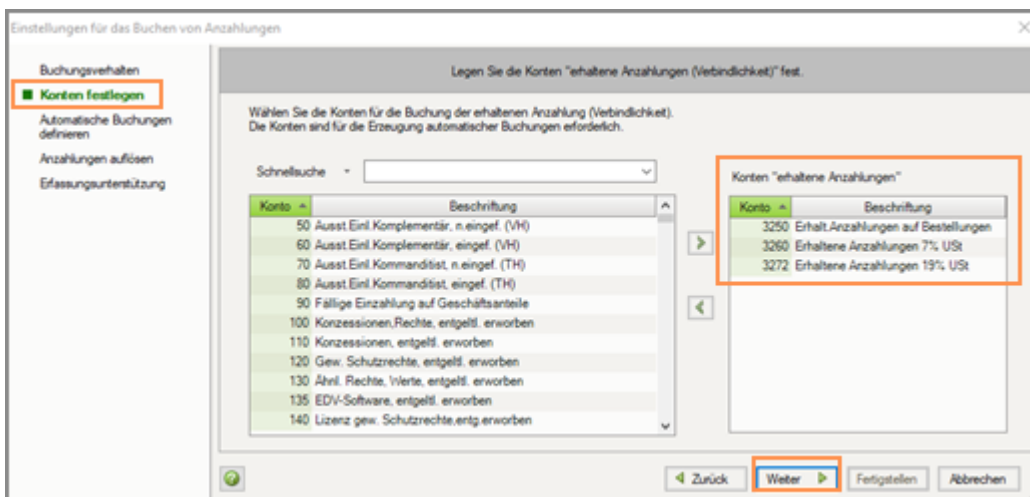 Einstellungen für das Buchen von Anzahlungen
Buchungsverhalten
Konten festlegen
Automatische Buchungen
definieren
Anzahlungen auflösen
Erfassungsunterstützung
Legen Sie die Konten "erhaltene Anzahlungen (Verbindlichkeit)" fest.
Wählen Sie die Konten für die Buchung der erhaltenen Anzahlung (Verbindlichkeit).
Die Konten sind für die Erzeugung automatischer Buchungen erforderlich.
Schnellsuche
Konto Beschriftung
50 Ausst.Einl.Komplementär, n.eingef. (VH)
60 Ausst.Einl.Komplementär, eingef. (VH)
70 Ausst.Einl.Kommanditist, n.eingef. (TH)
80 Ausst.Einl.Kommanditist, eingef. (TH)
90 Fällige Einzahlung auf Geschäftsanteile
100 Konzessionen,Rechte, entgeltl. erworben
110 Konzessionen, entgeltl. erworben
120 Gew. Schutzrechte, entgeltl. erworben
130 Ähnl. Rechte, Werte, entgeltl. erworben
135 EDV-Software, entgeltl. erworben
140 Lizenz gew. Schutzrechte,entg.erworben
Konten "erhaltene Anzahlungen"
Konto Beschriftung
3250 Erhalt.Anzahlungen auf Bestellungen
3260 Erhaltene Anzahlungen 7% USt
3272 Erhaltene Anzahlungen 19% USt
Zurück Weiter Fertigstellen Abbrechen